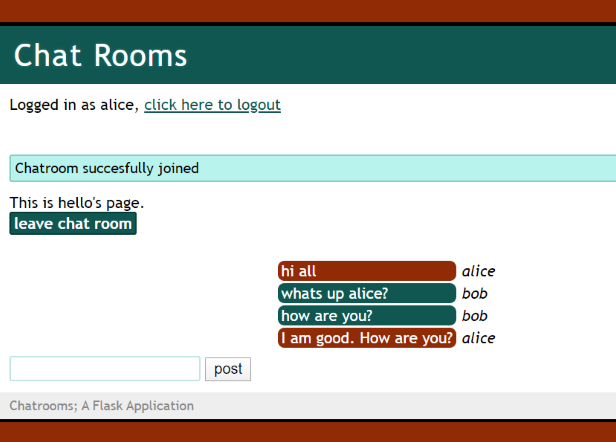 Chat Rooms
Logged in as alice, click here to logout
Chatroom succesfully joined
This is hello's page.
leave chat room
hi all alice
whats up alice? bob
how are you? bob
I am good. How are you? alice
post
Chatrooms; A Flask Application